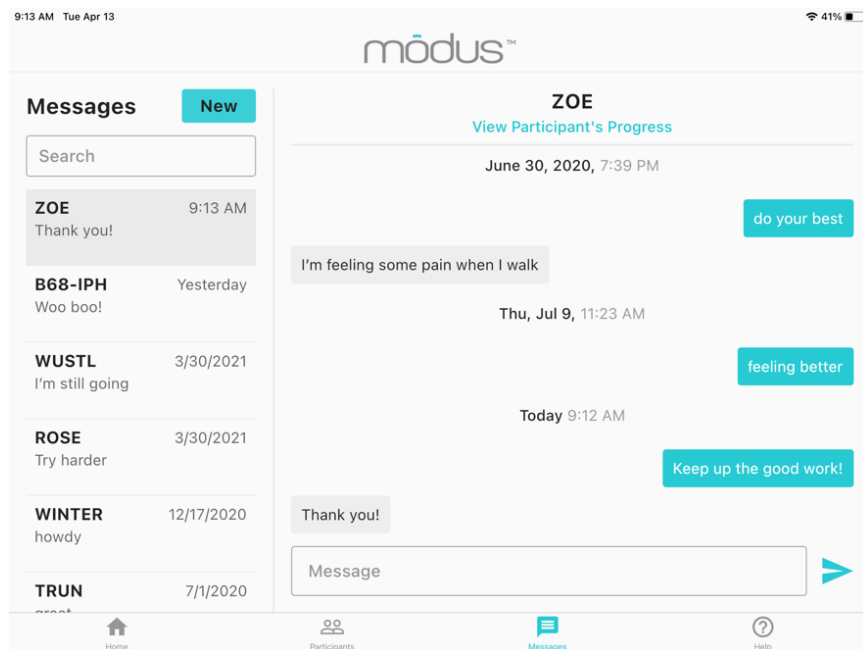 9:13 AM Tue Apr 13
41%
mōdus™
Messages
New
Search
ZOE
9:13 AM
Thank you!
B68-IPH
Yesterday
Woo boo!
WUSTL
3/30/2021
I'm still going
ROSE
3/30/2021
Try harder
WINTER
12/17/2020
howdy
TRUN
7/1/2020
great
ZOE
View Participant's Progress
June 30, 2020, 7:39 PM
do your best
I'm feeling some pain when I walk
Thu, Jul 9, 11:23 AM
feeling better
Today 9:12 AM
Keep up the good work!
Thank you!
Message
Home
Participants
Messages
Help